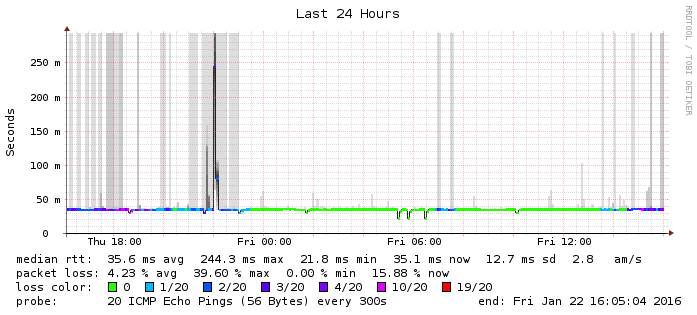 Last 24 Hours
RRDTOOL / TOBI OETIKER
Seconds
250 m
200 m
150 m
100 m
50 m
0
Thu 18:00 Fri 00:00 Fri 06:00 Fri 12:00
median rtt: 35.6 ms avg 244.3 ms max 21.8 ms min 35.1 ms now 12.7 ms sd 2.8 am/s
packet loss: 4.23 % avg 39.60 % max 0.00 % min 15.88 % now
loss color: 0 1/20 2/20 3/20 4/20 10/20 19/20
probe: 20 ICMP Echo Pings (56 Bytes) every 300s end: Fri Jan 22 16:05:04 2016